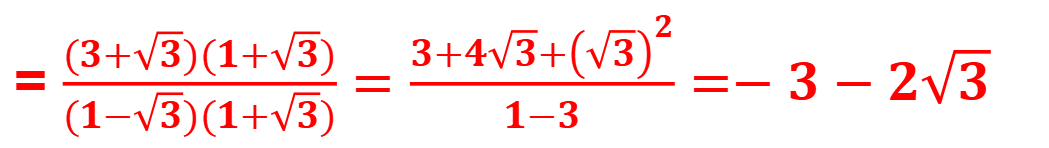 = (3+√3)(1+√3) / (1−√3)(1+√3) = 3+4√3+(√3)² / 1−3 = − 3 − 2√3